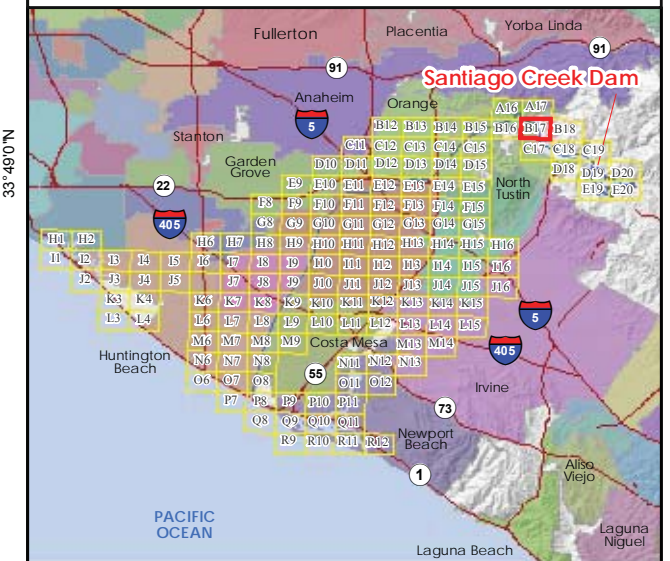 Fullerton
Placentia
Yorba Linda
91
91
Santiago Creek Dam
Anaheim
Orange
A16 A17
5
B12 B13 B14 B15 B16 B17 B18
Stanton
C11 C12 C13 C14 C15 C17 C18 C19
Garden
Grove
D10 D11 D12 D13 D14 D15 D18 D19 D20
22
E9 E10 E11 E12 E13 E14 E15 E19 E20
North
Tustin
F8 F9 F10 F11 F12 F13 F14 F15
405
G8 G9 G10 G11 G12 G13 G14 G15
H1 H2 H6 H7 H8 H9 H10 H11 H12 H13 H14 H15 H16
I1 I2 I3 I4 I5 I6 I7 I8 I9 I10 I11 I12 I13 I14 I15 I16
J2 J3 J4 J5 J7 J8 J9 J10 J11 J12 J13 J14 J15 J16
K3 K4 K6 K7 K8 K9 K10 K11 K12 K13 K14 K15
L3 L4 L6 L7 L8 L9 L10 L11 L12 L13 L14 L15
5
M6 M7 M8 M9 Costa Mesa M13 M14
405
Huntington
Beach
N6 N7 N8 N11 N12 N13
O6 O7 O8 55 O11 O12
Irvine
P7 P8 P9 P10 P11
73
Q8 Q9 Q10 Q11
R9 R10 R11 R12
Newport
Beach
1
Aliso
Viejo
PACIFIC
OCEAN
Laguna
Niguel
Laguna Beach
33°49'0"N